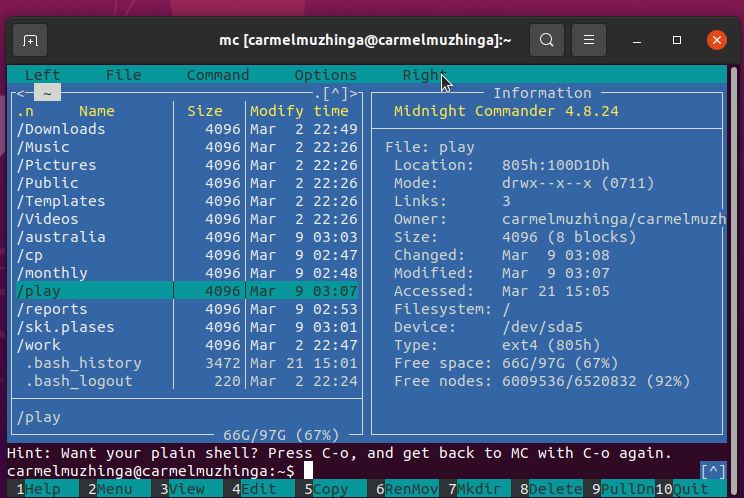 mc [carmelmuzhinga@carmelmuzhinga]:~
Left File Command Options Right
<- ~ .[^]>
.n Name Size Modify time
/Downloads 4096 Mar 2 22:49
/Music 4096 Mar 2 22:26
/Pictures 4096 Mar 2 22:26
/Public 4096 Mar 2 22:26
/Templates 4096 Mar 2 22:26
/Videos 4096 Mar 2 22:26
/australia 4096 Mar 9 03:03
/cp 4096 Mar 9 02:47
/monthly 4096 Mar 9 02:48
/play 4096 Mar 9 03:07
/reports 4096 Mar 9 02:53
/ski.plases 4096 Mar 9 03:01
/work 4096 Mar 2 22:47
.bash_history 3472 Mar 21 15:01
.bash_logout 220 Mar 2 22:24
/play
66G/97G (67%)
Information
Midnight Commander 4.8.24
File: play
Location: 805h:100D1Dh
Mode: drwx--x--x (0711)
Links: 3
Owner: carmelmuzhinga/carmelmuzh
Size: 4096 (8 blocks)
Changed: Mar 9 03:08
Modified: Mar 9 03:07
Accessed: Mar 21 15:05
Filesystem: /
Device: /dev/sda5
Type: ext4 (805h)
Free space: 66G/97G (67%)
Free nodes: 6009536/6520832 (92%)
Hint: Want your plain shell? Press C-o, and get back to MC with C-o again.
carmelmuzhinga@carmelmuzhinga:~$ [^]
1Help 2Menu 3View 4Edit 5Copy 6RenMov 7Mkdir 8Delete 9PullDn 10Quit